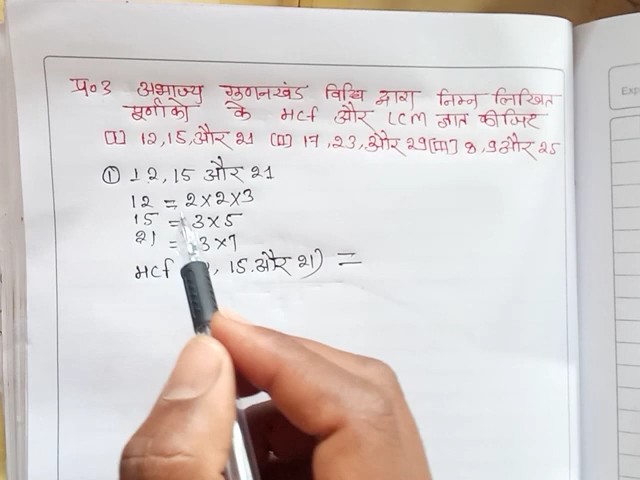 प्र०3 अभाज्य गुणनखंड विधि द्वारा निम्न लिखित
पूर्णांको के HCF और LCM ज्ञात कीजिए
[i] 12,15,और 21 [ii] 17,23,और 29 [iii] 8,9 और 25
① 12,15 और 21
12 = 2×2×3
15 = 3×5
21 = 3×7
HCF , 15 और 21) =